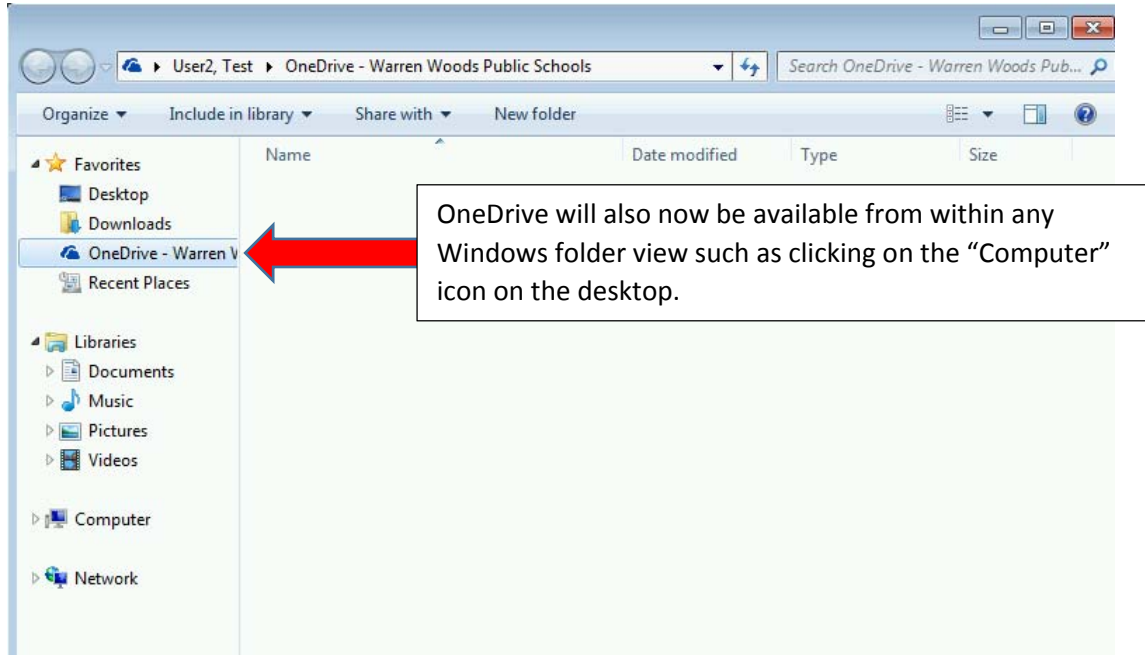 User2, Test ▸ OneDrive - Warren Woods Public Schools
Search OneDrive - Warren Woods Pub...
Organize Include in library Share with New folder
Name Date modified Type Size
Favorites
Desktop
Downloads
OneDrive - Warren W
Recent Places
OneDrive will also now be available from within any
Windows folder view such as clicking on the “Computer”
icon on the desktop.
Libraries
Documents
Music
Pictures
Videos
Computer
Network